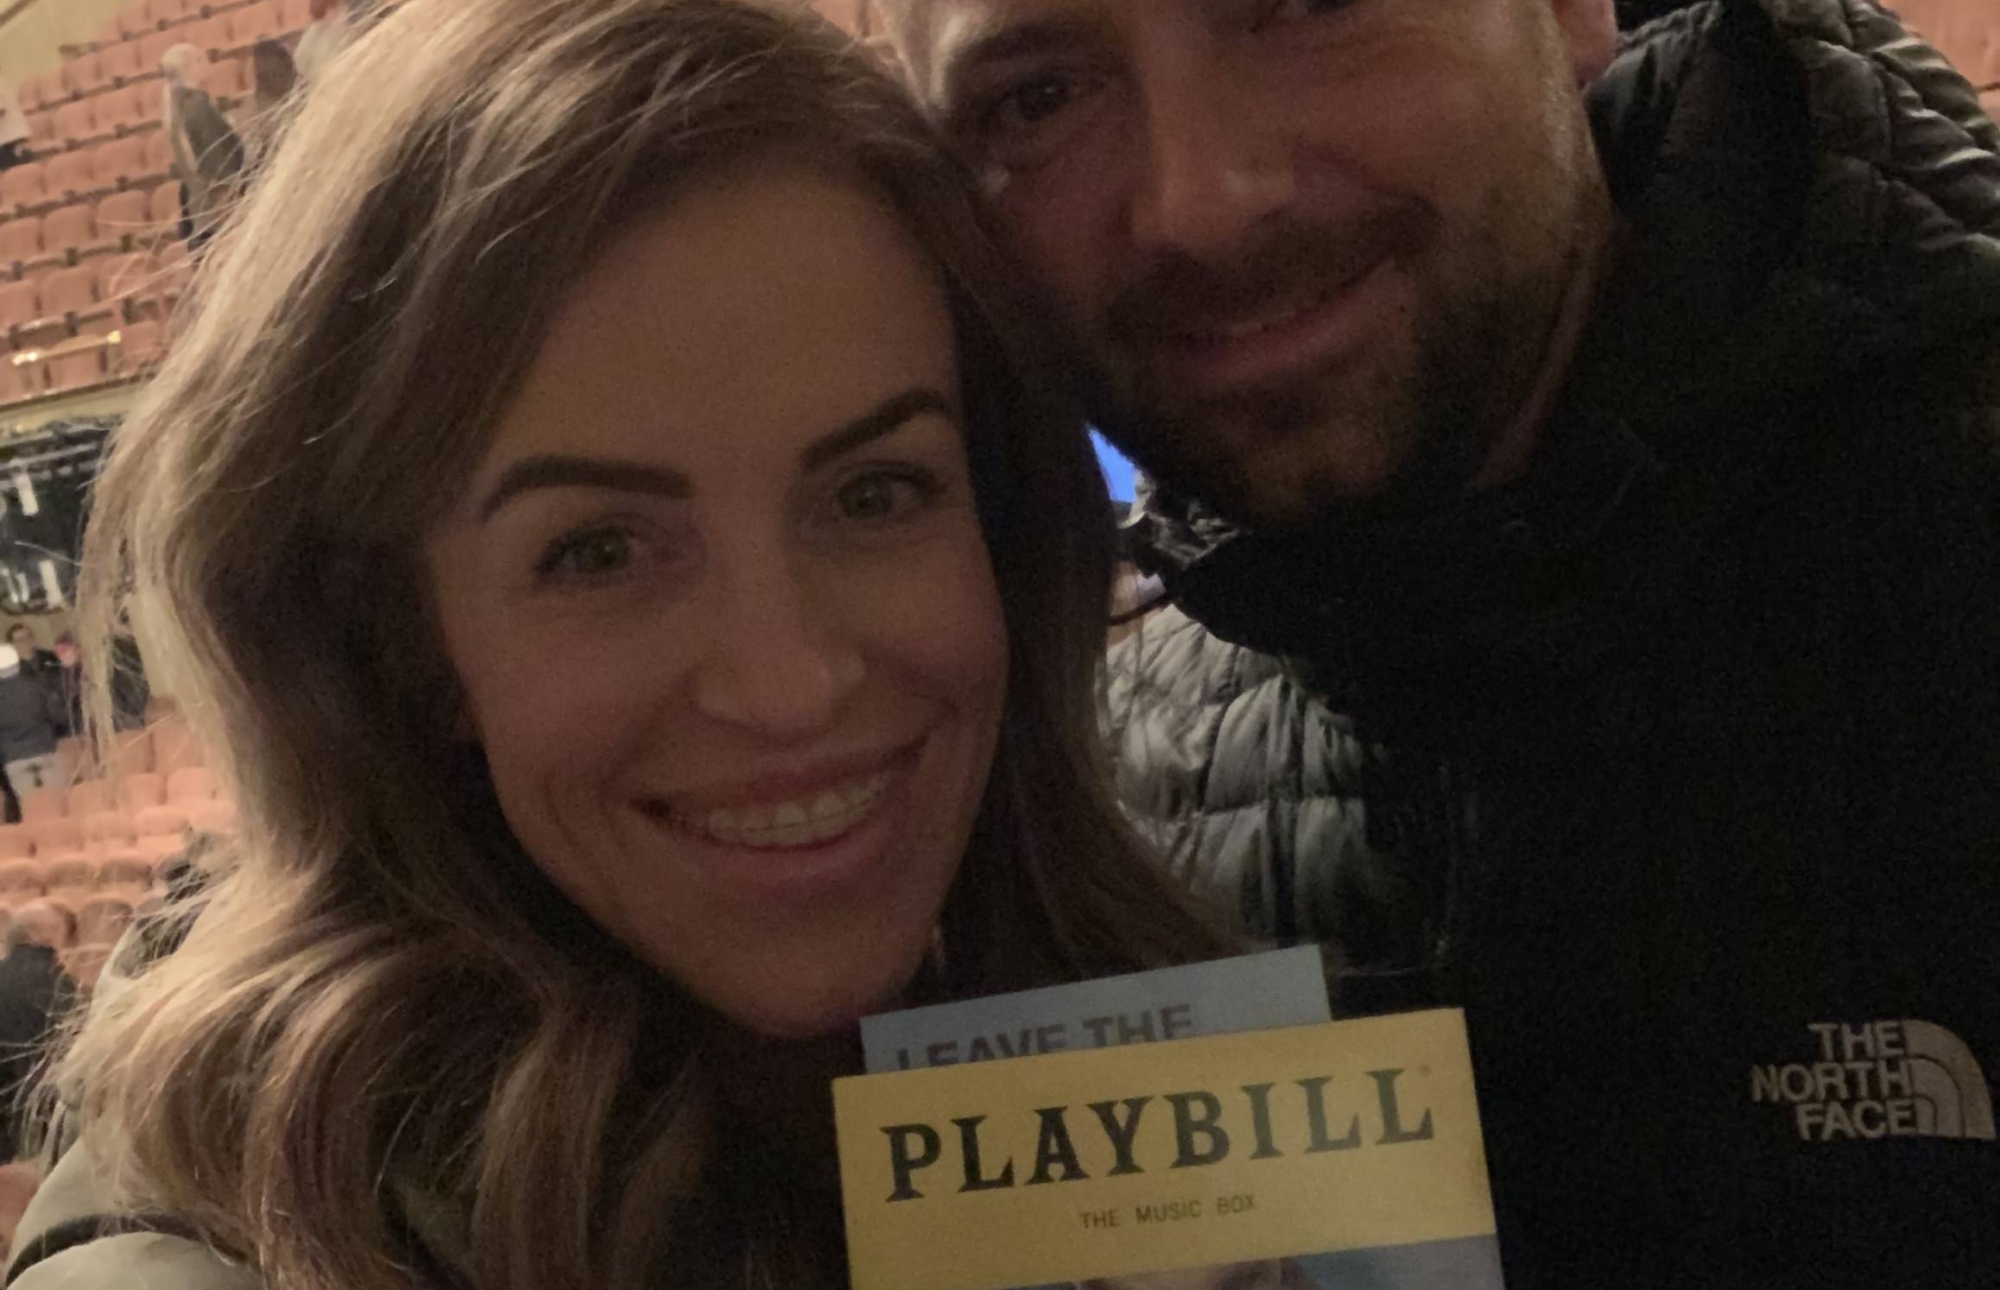 LEAVE THE
PLAYBILL
THE MUSIC BOX
THE
NORTH
FACE